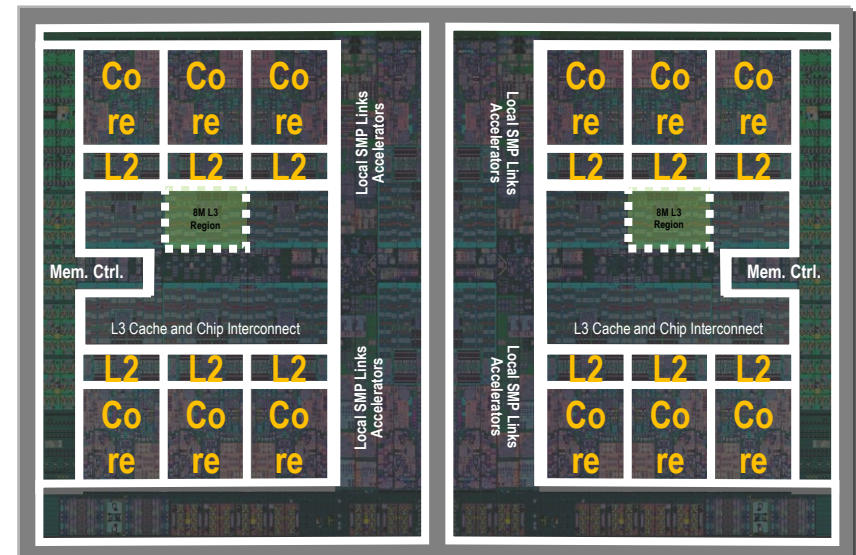 Co Co Co
re re re
L2 L2 L2
8M L3
Region
Mem. Ctrl.
L3 Cache and Chip Interconnect
L2 L2 L2
Co Co Co
re re re
Local SMP Links
Accelerators
Local SMP Links
Accelerators
Local SMP Links
Accelerators
Local SMP Links
Accelerators
Co Co Co
re re re
L2 L2 L2
8M L3
Region
Mem. Ctrl.
L3 Cache and Chip Interconnect
L2 L2 L2
Co Co Co
re re re